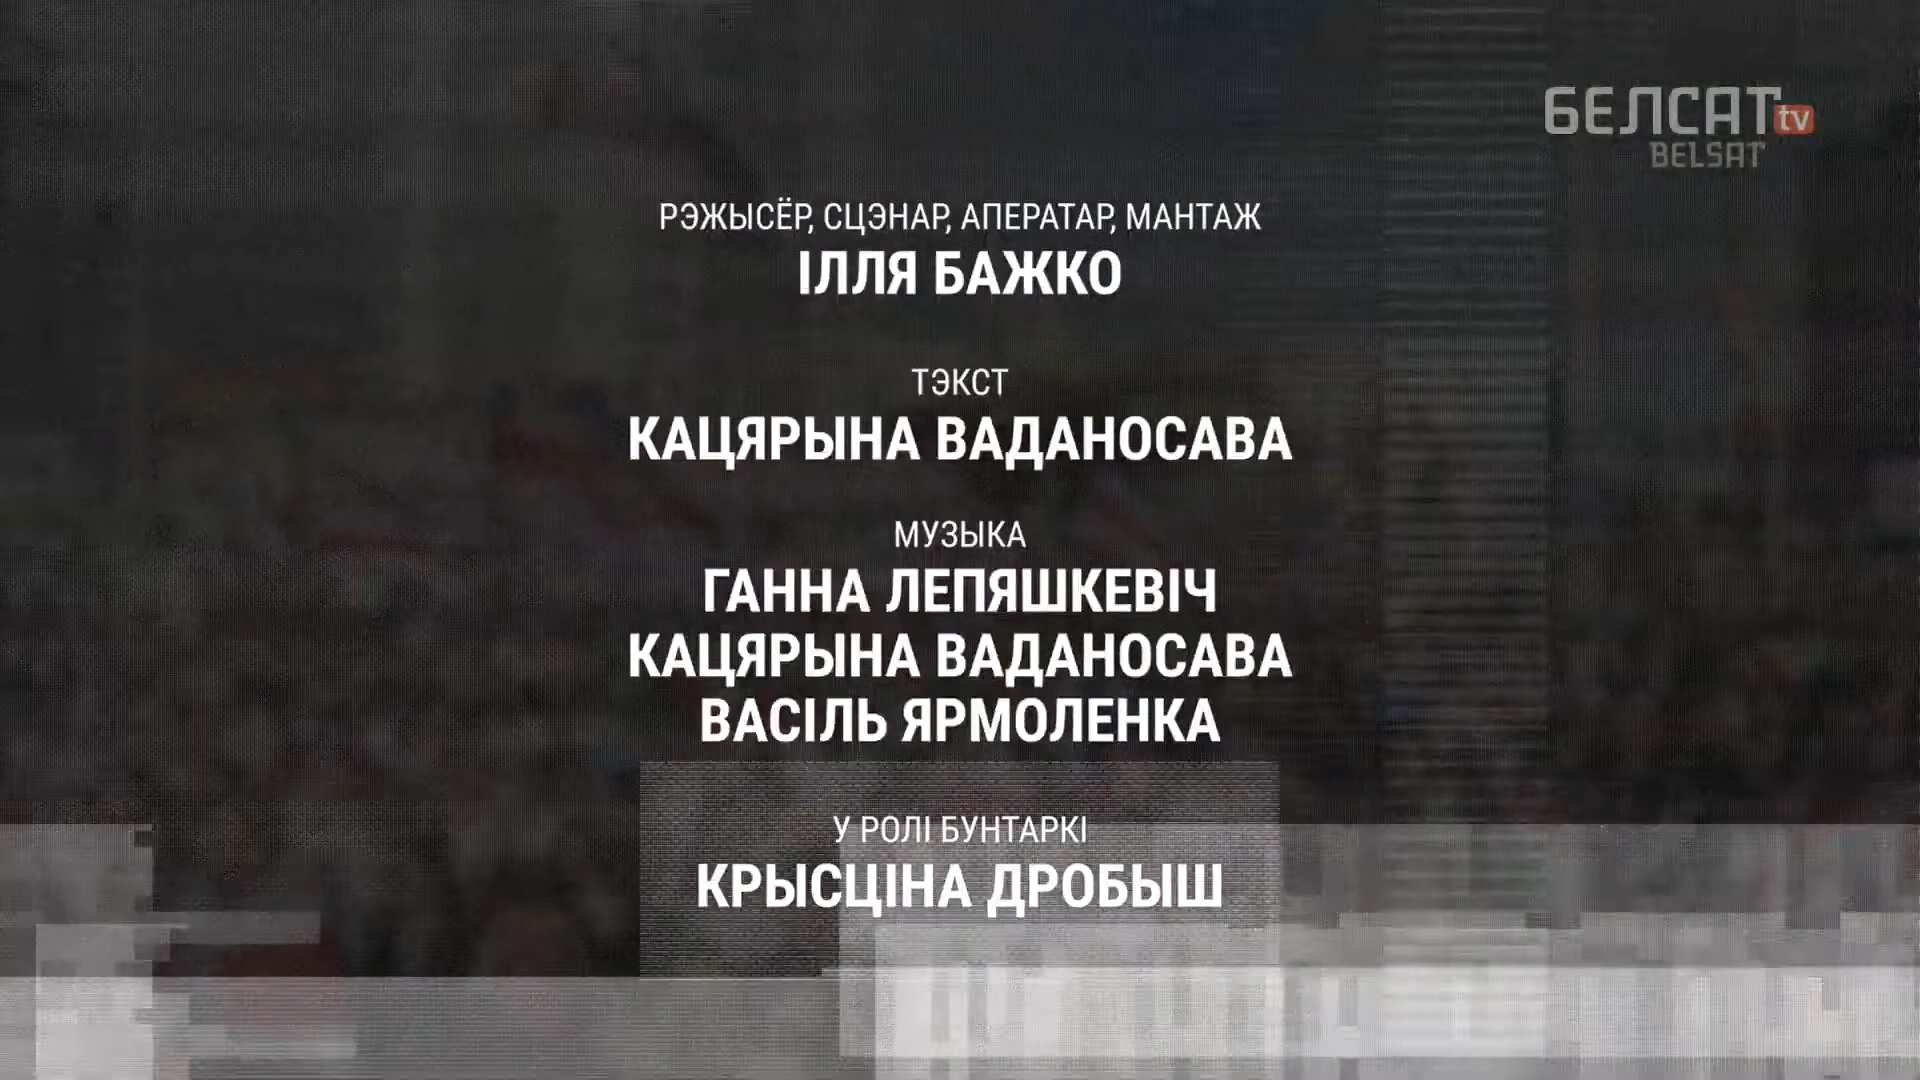 БЕЛСАТ tv
BELSAT
РЭЖЫСЁР, СЦЭНАР, АПЕРАТАР, МАНТАЖ
ІЛЛЯ БАЖКО
ТЭКСТ
КАЦЯРЫНА ВАДАНОСАВА
МУЗЫКА
ГАННА ЛЕПЯШКЕВІЧ
КАЦЯРЫНА ВАДАНОСАВА
ВАСІЛЬ ЯРМОЛЕНКА
У РОЛІ БУНТАРКІ
КРЫСЦІНА ДРОБЫШ